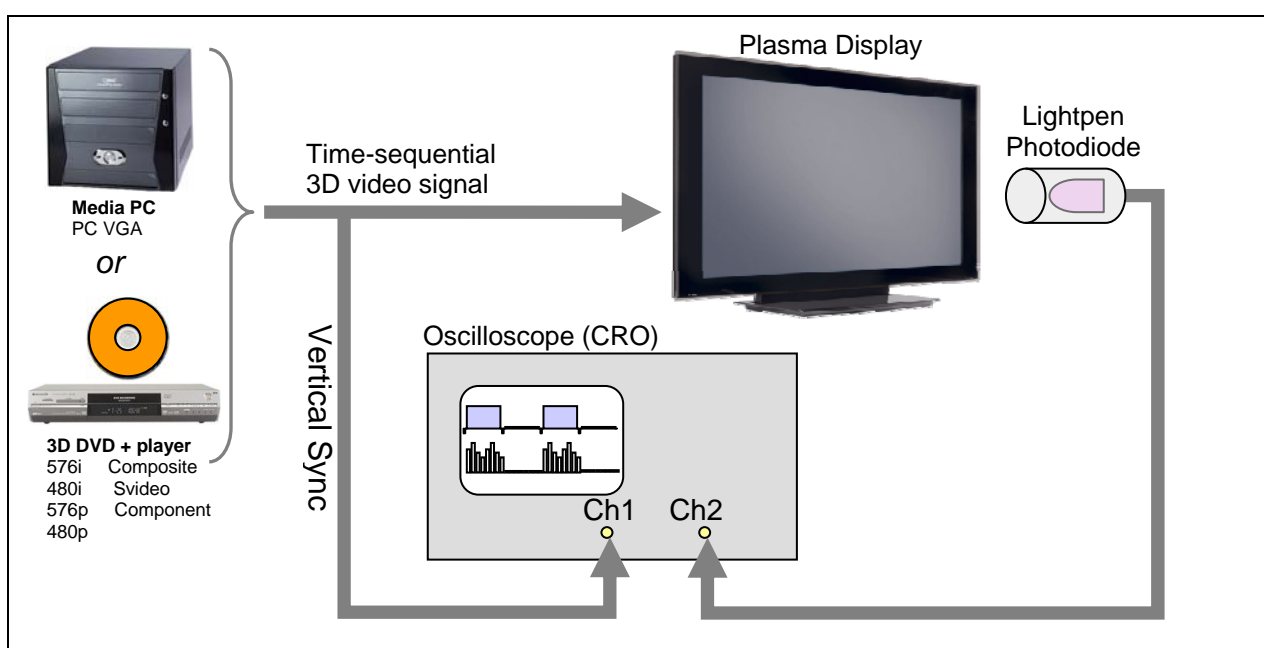 Plasma Display
Lightpen
Photodiode
Time-sequential
3D video signal
Media PC
PC VGA
or
Vertical Sync
Oscilloscope (CRO)
3D DVD + player
576i Composite
480i Svideo
576p Component
480p
Ch1 Ch2